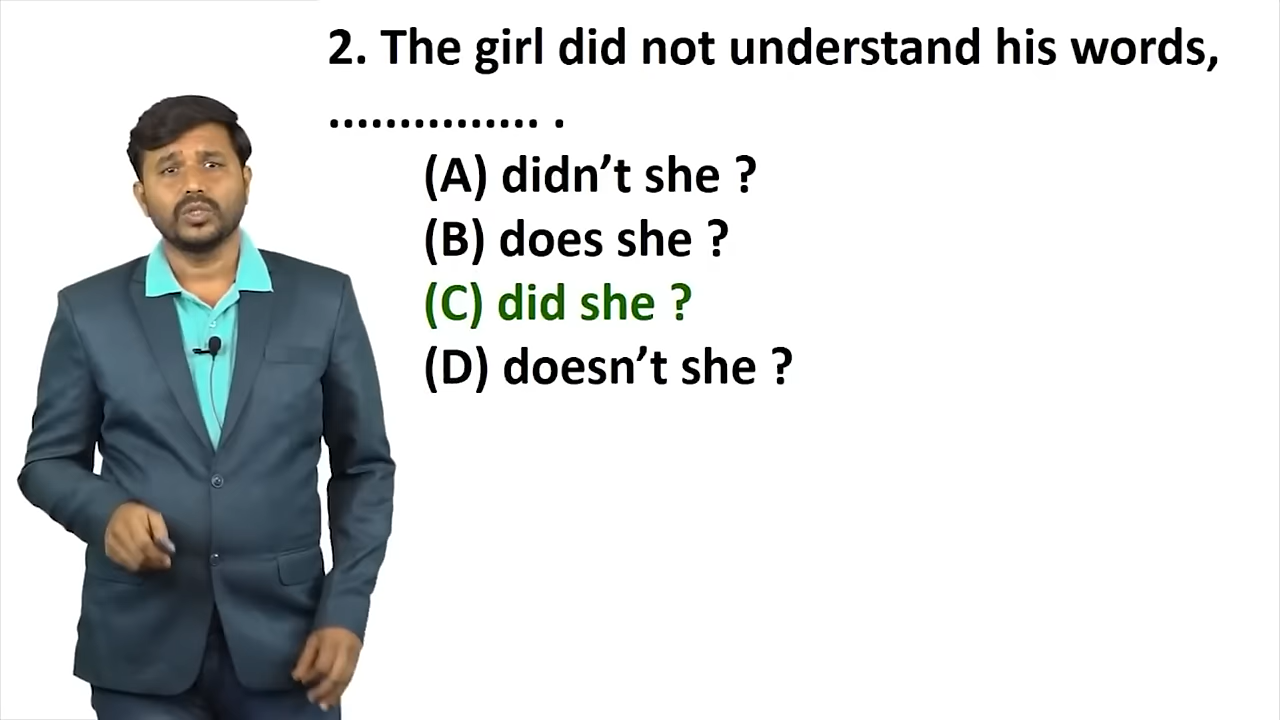 2. The girl did not understand his words,
............... .
(A) didn’t she ?
(B) does she ?
(C) did she ?
(D) doesn’t she ?